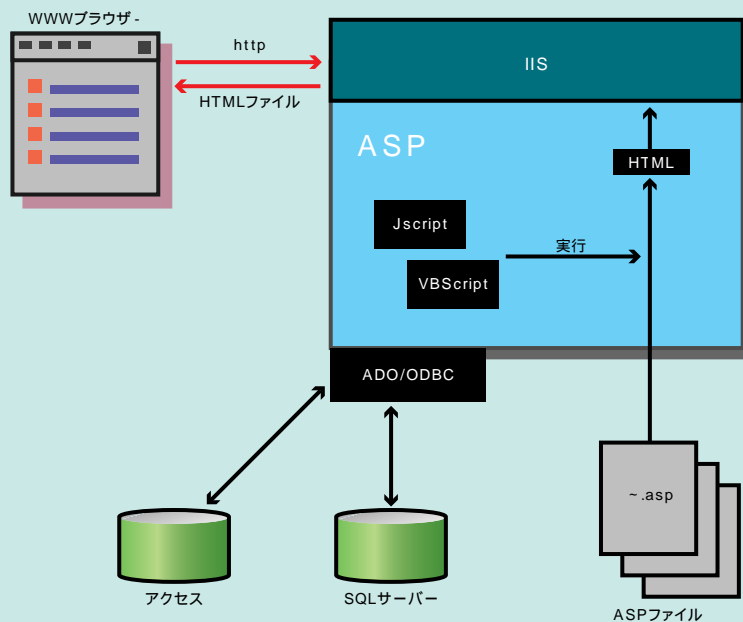 WWWブラウザ -
http
HTMLファイル
IIS
ASP
HTML
Jscript
VBScript
実行
ADO/ODBC
~.asp
アクセス
SQLサーバー
ASPファイル